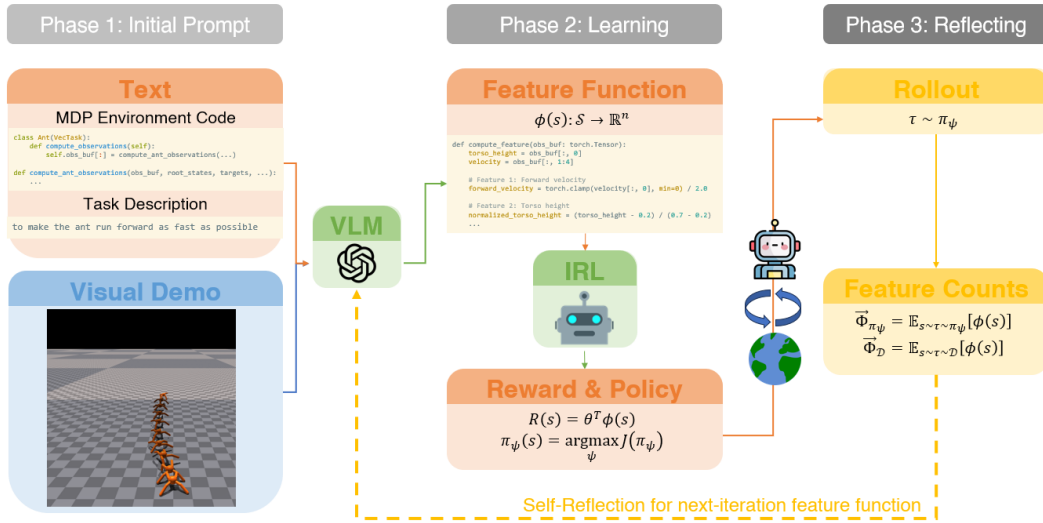 Phase 1: Initial Prompt
Text
MDP Environment Code
class Ant(VecTask):
def compute_observations(self):
self.obs_buf[:] = compute_ant_observations(...)
def compute_ant_observations(obs_buf, root_states, targets, ...):
...
Task Description
to make the ant run forward as fast as possible
Visual Demo
VLM
Phase 2: Learning
Feature Function
ϕ(s): 𝒮 → ℝⁿ
def compute_feature(obs_buf: torch.Tensor):
torso_height = obs_buf[:, 0]
velocity = obs_buf[:, 1:4]
# Feature 1: Forward velocity
forward_velocity = torch.clamp(velocity[:, 0], min=0) / 2.0
# Feature 2: Torso height
normalized_torso_height = (torso_height - 0.2) / (0.7 - 0.2)
...
IRL
Reward & Policy
R(s) = θᵀϕ(s)
π_ψ(s) = argmax J(π_ψ)
ψ
Phase 3: Reflecting
Rollout
τ ~ π_ψ
Feature Counts
Φ⃗_π_ψ = 𝔼_s~τ~π_ψ[ϕ(s)]
Φ⃗_𝒟 = 𝔼_s~τ~𝒟[ϕ(s)]
Self-Reflection for next-iteration feature function